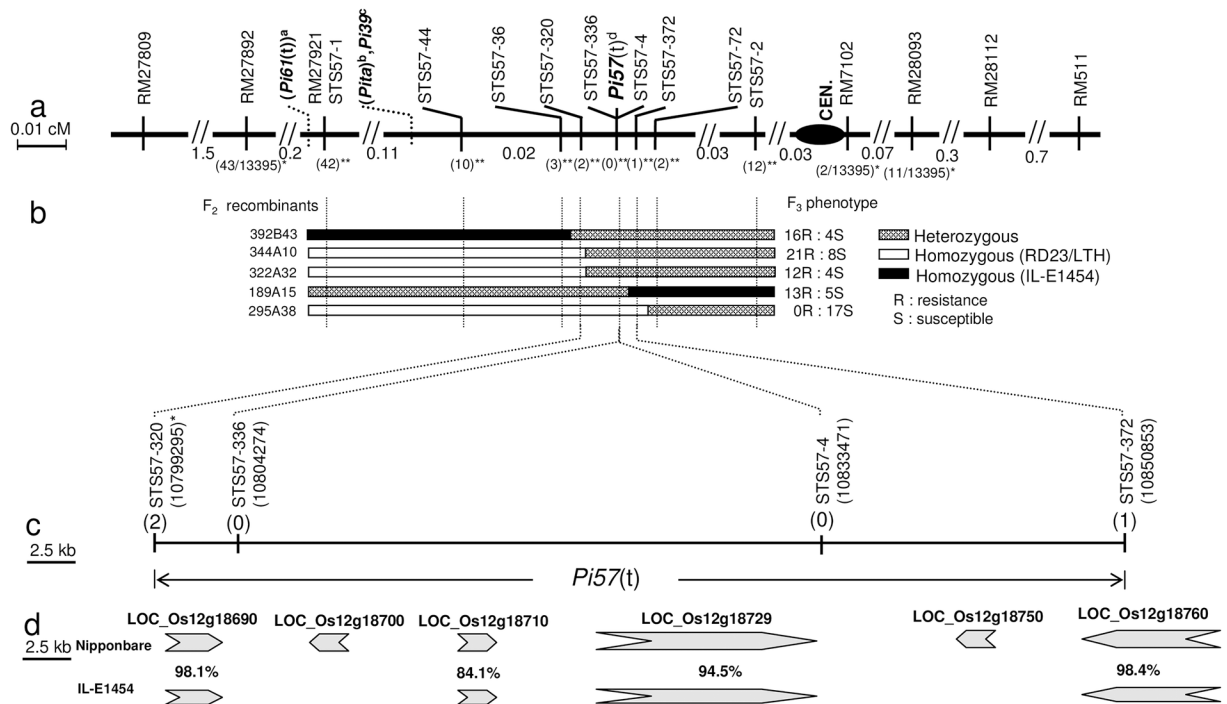 a
0.01 cM
RM27809
RM27892
(Pi61(t))a
RM27921
STS57-1
(Pita)b,Pi39c
STS57-44
STS57-36
STS57-320
STS57-336
Pi57(t)d
STS57-4
STS57-372
STS57-72
STS57-2
CEN.
RM7102
RM28093
RM28112
RM511
1.5 0.2 0.11 0.02 0.03 0.03 0.07 0.3 0.7
(43/13395)* (42)** (10)** (3)** (2)** (0)** (1)** (2)** (12)** (2/13395)* (11/13395)*
b
F2 recombinants F3 phenotype
392B43 16R : 4S
344A10 21R : 8S
322A32 12R : 4S
189A15 13R : 5S
295A38 0R : 17S
Heterozygous
Homozygous (RD23/LTH)
Homozygous (IL-E1454)
R : resistance
S : susceptible
STS57-320
(10799295)*
STS57-336
(10804274)
STS57-4
(10833471)
STS57-372
(10850853)
c
2.5 kb
(2) (0) (0) (1)
Pi57(t)
d
2.5 kb
LOC_Os12g18690 LOC_Os12g18700 LOC_Os12g18710 LOC_Os12g18729 LOC_Os12g18750 LOC_Os12g18760
Nipponbare
98.1% 84.1% 94.5% 98.4%
IL-E1454